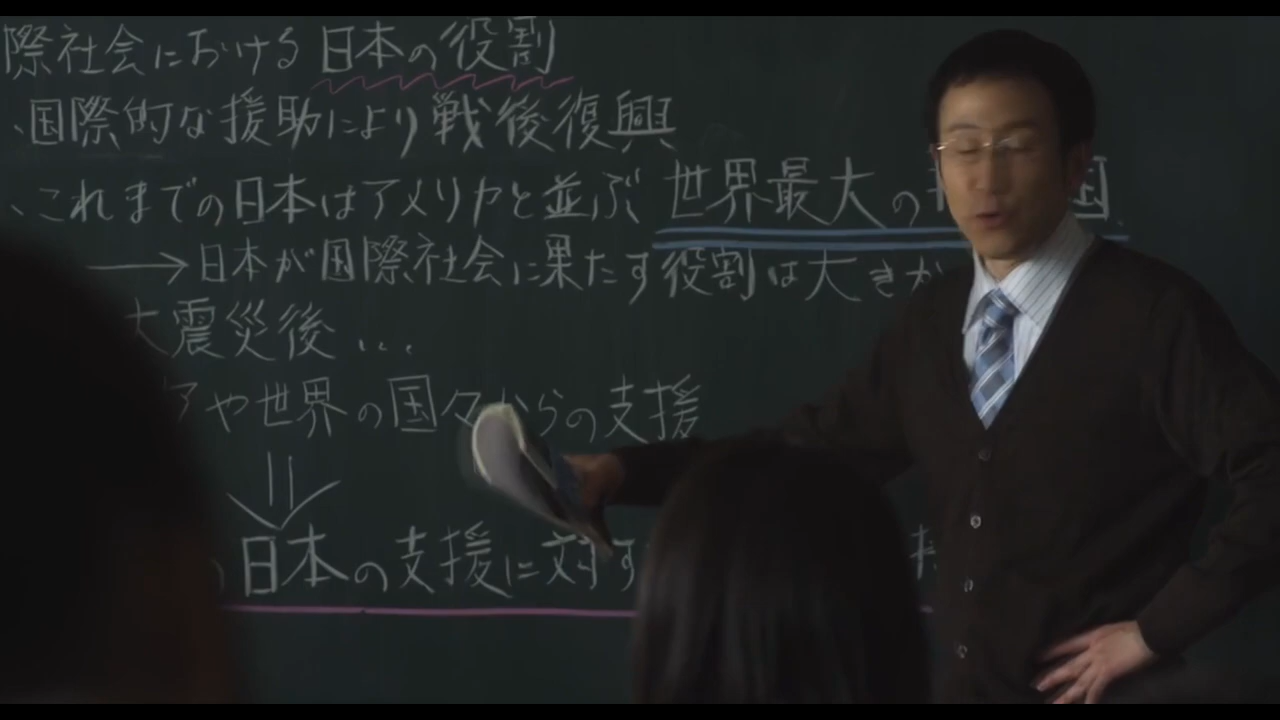 際社会における日本の役割
、国際的な援助により戦後復興
、これまでの日本はアメリカと並ぶ世界最大の国
→日本が国際社会に果たす役割は大きか
大震災後...
アや世界の国々からの支援
日本の支援に対す